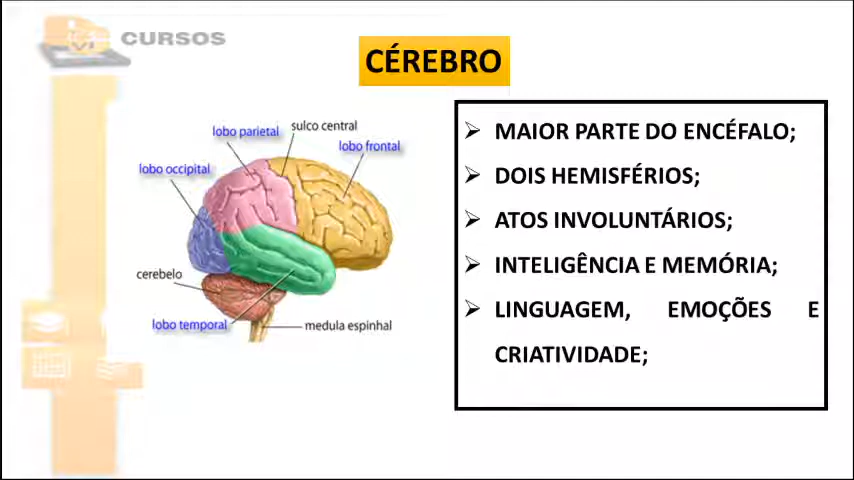 CURSOS
CÉREBRO
lobo parietal
sulco central
lobo frontal
lobo occipital
cerebelo
lobo temporal
medula espinhal
➢ MAIOR PARTE DO ENCÉFALO;
➢ DOIS HEMISFÉRIOS;
➢ ATOS INVOLUNTÁRIOS;
➢ INTELIGÊNCIA E MEMÓRIA;
➢ LINGUAGEM, EMOÇÕES E
CRIATIVIDADE;